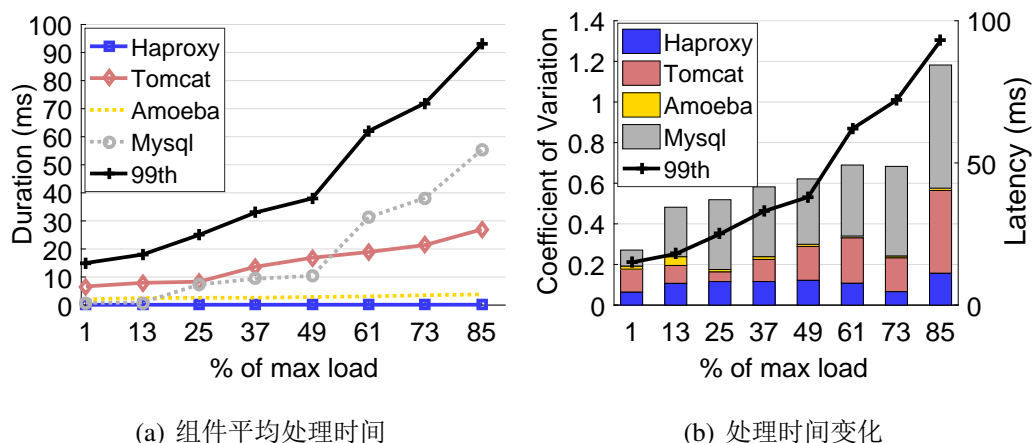 100
90
80
70
60
50
40
30
20
10
0
Duration (ms)
Haproxy
Tomcat
Amoeba
Mysql
99th
1 13 25 37 49 61 73 85
% of max load
(a) 组件平均处理时间
1.4
1.2
1
0.8
0.6
0.4
0.2
0
Coefficient of Variation
Haproxy
Tomcat
Amoeba
Mysql
99th
100
50
0
Latency (ms)
1 13 25 37 49 61 73 85
% of max load
(b) 处理时间变化